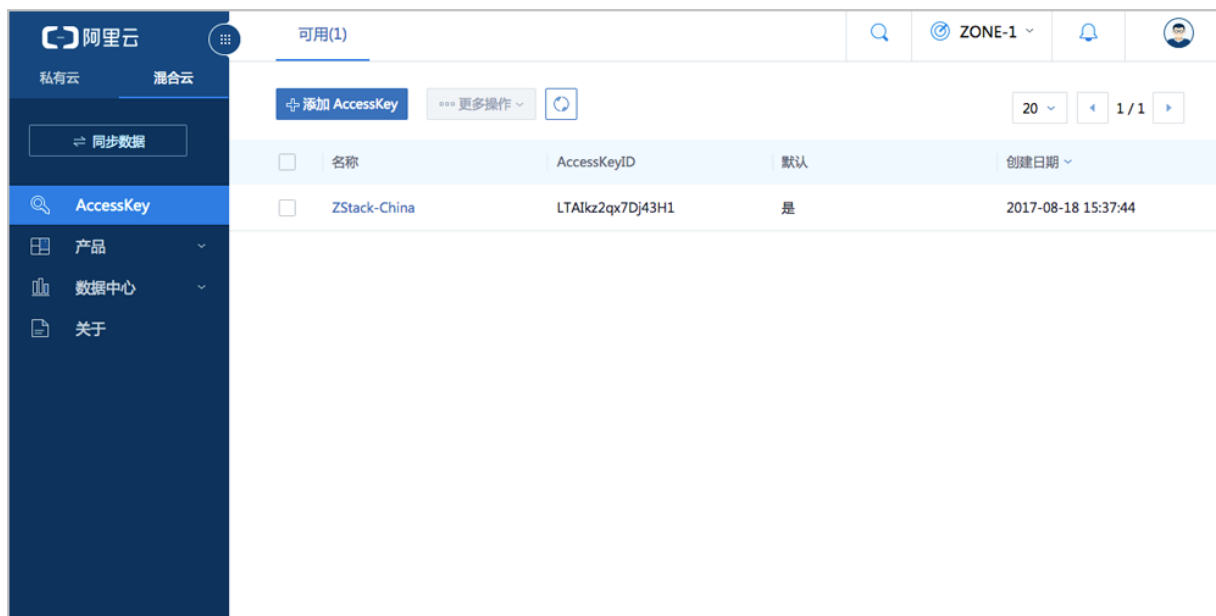 阿里云
可用(1)
ZONE-1
私有云 混合云
添加 AccessKey 更多操作 20 1 / 1
同步数据
名称 AccessKeyID 默认 创建日期
AccessKey
ZStack-China LTAIkz2qx7Dj43H1 是 2017-08-18 15:37:44
产品
数据中心
关于